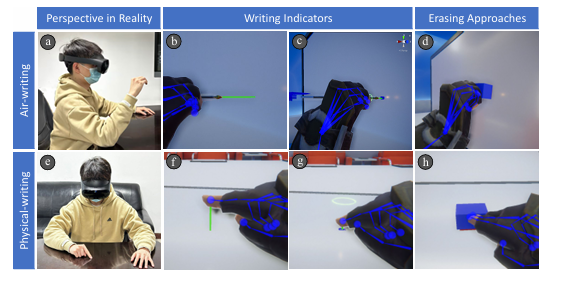 Perspective in Reality
Writing Indicators
Erasing Approaches
Air-writing
a
b
c
d
Physical-writing
e
f
g
h